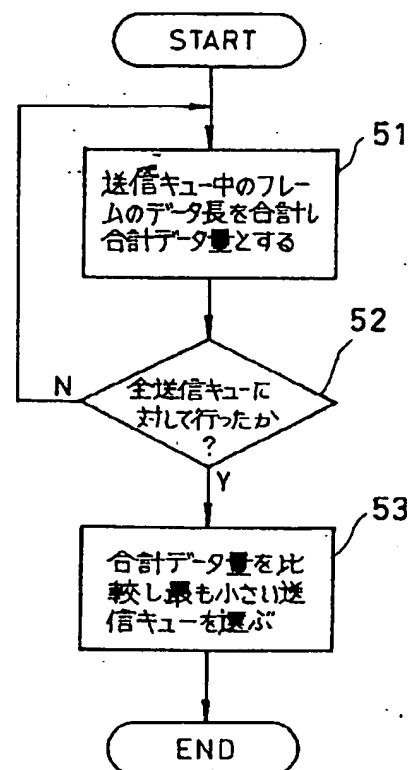 START
51
送信キュー中のフレー
ムのデータ長を合計し
合計データ量とする
52
全送信キューに
対して行ったか
?
N
Y
53
合計データ量を比
較し最も小さい送
信キューを選ぶ
END